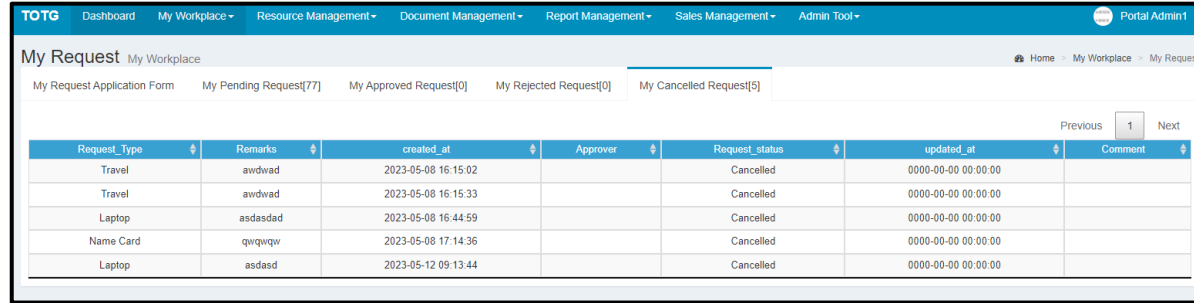 TOTG Dashboard My Workplace Resource Management Document Management Report Management Sales Management Admin Tool Portal Admin1
My Request My Workplace Home > My Workplace > My Reques
My Request Application Form My Pending Request[77] My Approved Request[0] My Rejected Request[0] My Cancelled Request[5]
Previous 1 Next
Request_Type Remarks created_at Approver Request_status updated_at Comment
Travel awdwad 2023-05-08 16:15:02 Cancelled 0000-00-00 00:00:00
Travel awdwad 2023-05-08 16:15:33 Cancelled 0000-00-00 00:00:00
Laptop asdasdad 2023-05-08 16:44:59 Cancelled 0000-00-00 00:00:00
Name Card qwqwqw 2023-05-08 17:14:36 Cancelled 0000-00-00 00:00:00
Laptop asdasd 2023-05-12 09:13:44 Cancelled 0000-00-00 00:00:00